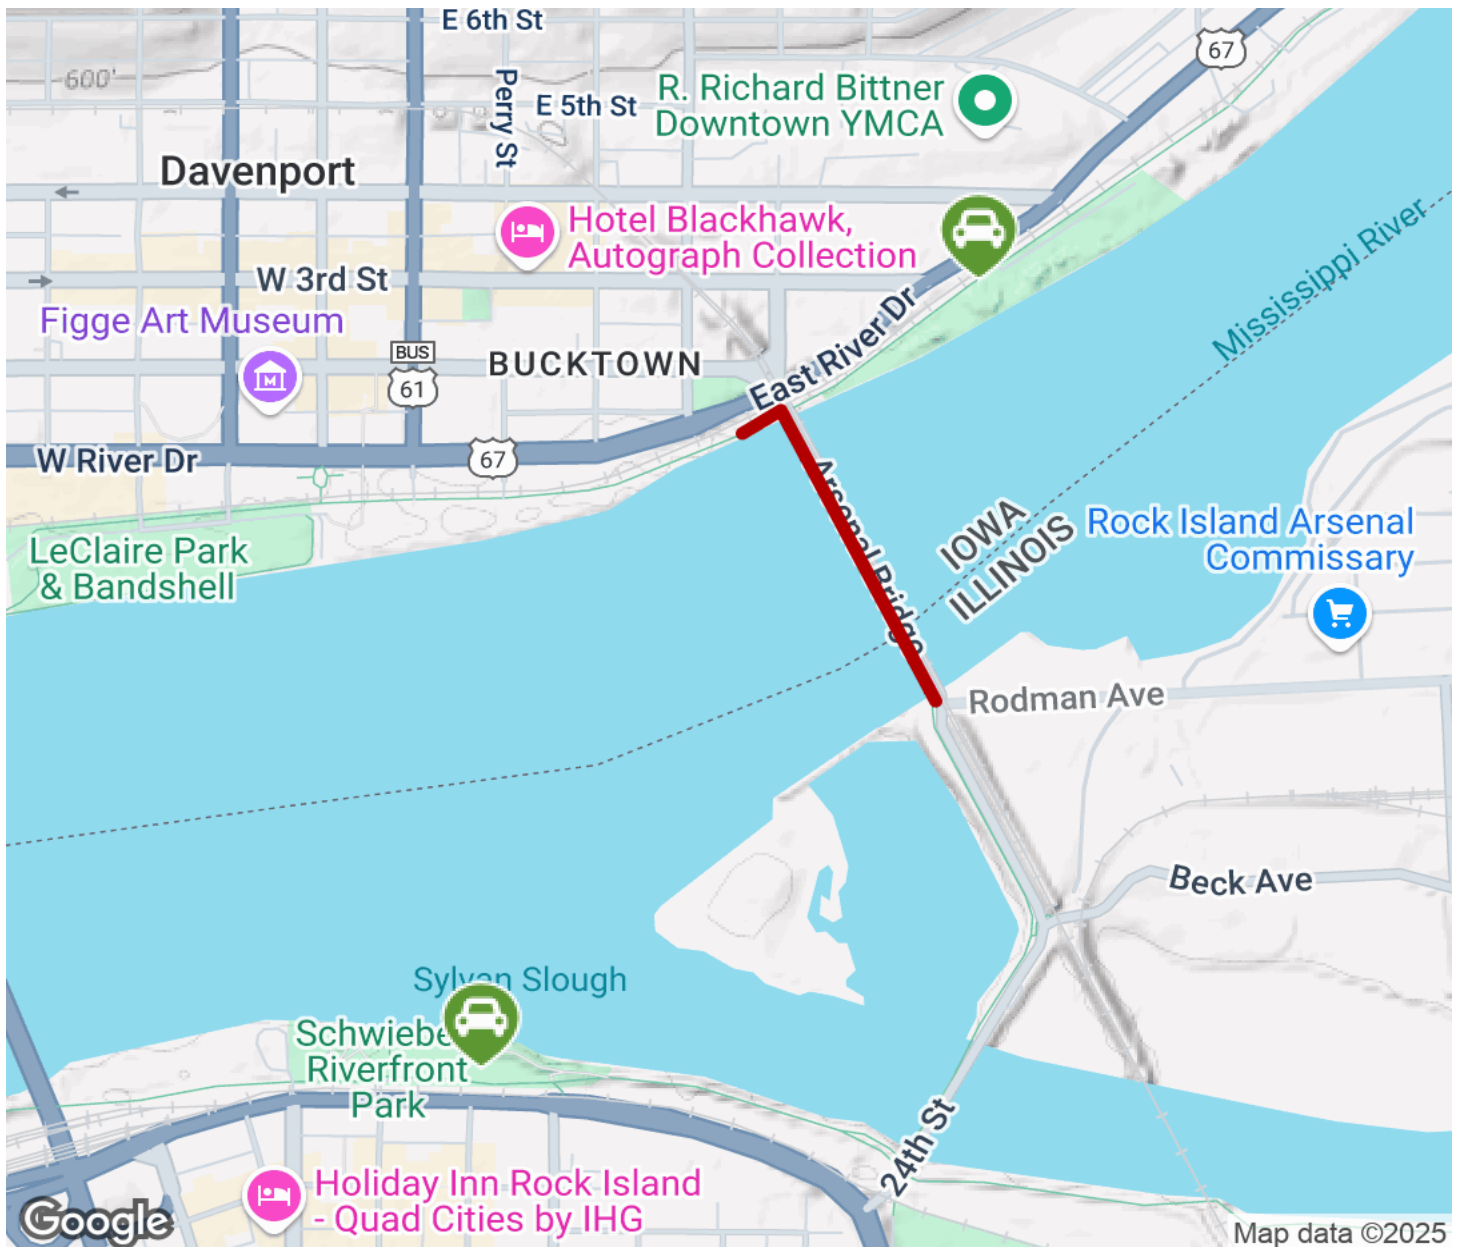 E 6th St
67
600'
Perry St
E 5th St
R. Richard Bittner
Downtown YMCA
Davenport
Hotel Blackhawk,
Autograph Collection
W 3rd St
Figge Art Museum
M
BUS
61
BUCKTOWN
East River Dr
Mississippi River
W River Dr
67
Arsenal Bridge
IOWA
ILLINOIS
Rock Island Arsenal
Commissary
LeClaire Park
& Bandshell
Rodman Ave
Beck Ave
Sylvan Slough
Schwiebe
Riverfront
Park
24th St
Holiday Inn Rock Island
- Quad Cities by IHG
Google
Map data ©2025